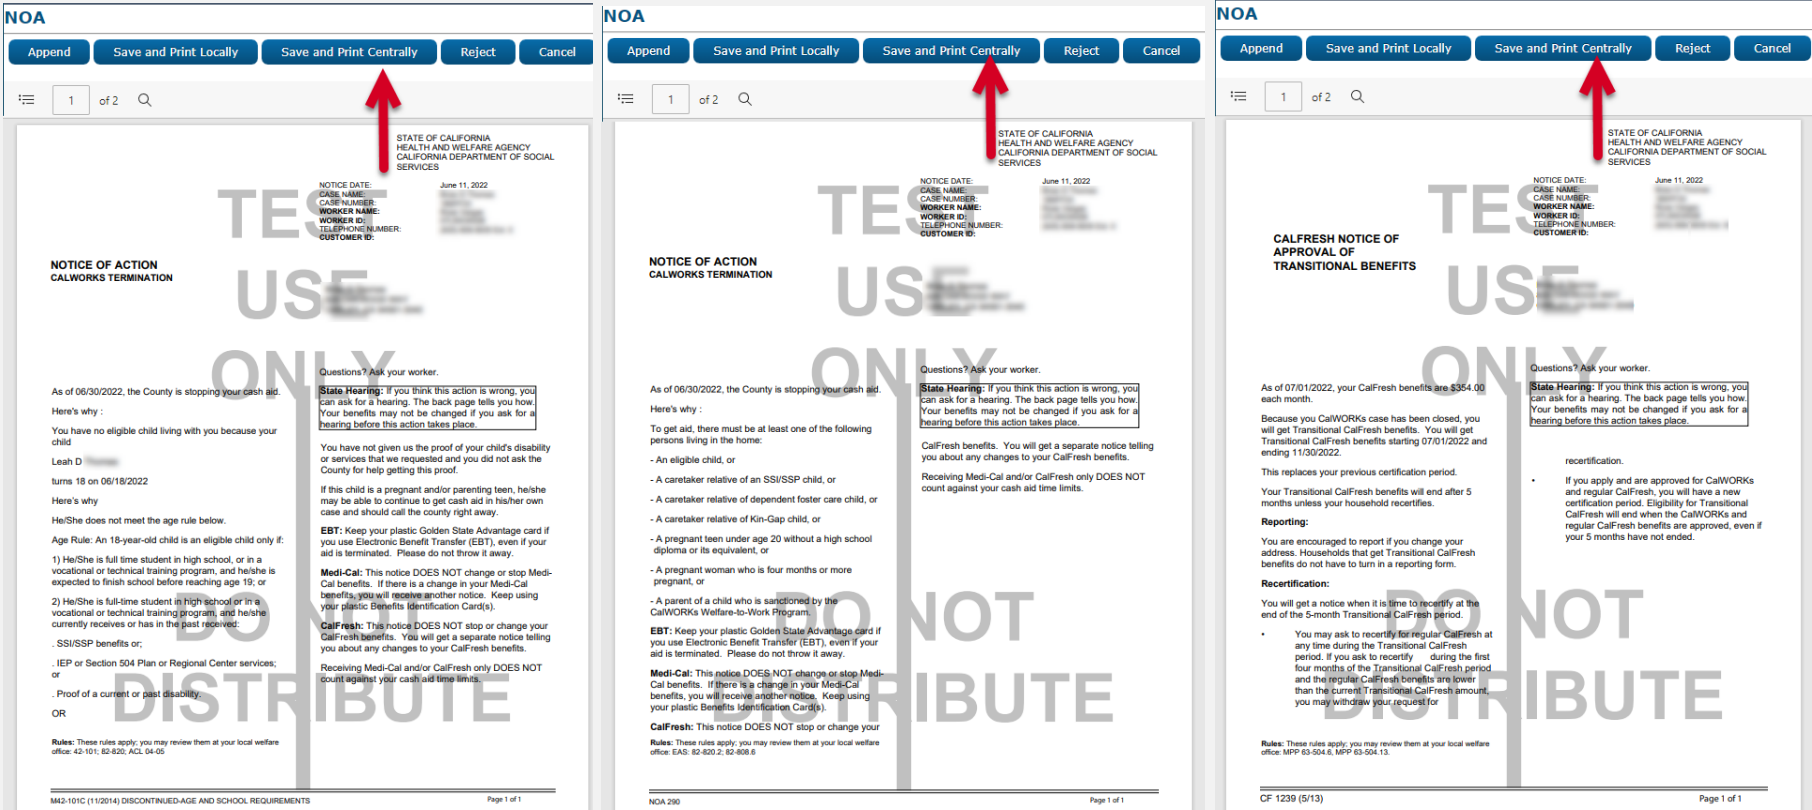 NOA
Append
Save and Print Locally
Save and Print Centrally
Reject
Cancel
1
of 2
STATE OF CALIFORNIA
HEALTH AND WELFARE AGENCY
CALIFORNIA DEPARTMENT OF SOCIAL
SERVICES
NOTICE DATE: June 11, 2022
CASE NAME:
CASE NUMBER:
WORKER NAME:
WORKER ID:
TELEPHONE NUMBER:
CUSTOMER ID:
TEST
USE
ONLY
DO NOT
DISTRIBUTE
NOTICE OF ACTION
CALWORKS TERMINATION
As of 06/30/2022, the County is stopping your cash aid.
Here's why :
You have no eligible child living with you because your
child
Leah D
turns 18 on 06/18/2022
Here's why
He/She does not meet the age rule below.
Age Rule: An 18-year-old child is an eligible child only if:
1) He/She is full time student in high school, or in a
vocational or technical training program, and he/she is
expected to finish school before reaching age 19; or
2) He/She is full-time student in high school or in a
vocational or technical training program, and he/she
currently receives or has in the past received:
. SSI/SSP benefits or;
. IEP or Section 504 Plan or Regional Center services;
or
. Proof of a current or past disability.
OR
Rules: These rules apply; you may review them at your local welfare
office: 42-101; 82-820; ACL 04-05
Questions? Ask your worker.
State Hearing: If you think this action is wrong, you
can ask for a hearing. The back page tells you how.
Your benefits may not be changed if you ask for a
hearing before this action takes place.
You have not given us the proof of your child's disability
or services that we requested and you did not ask the
County for help getting this proof.
If this child is a pregnant and/or parenting teen, he/she
may be able to continue to get cash aid in his/her own
case and should call the county right away.
EBT: Keep your plastic Golden State Advantage card if
you use Electronic Benefit Transfer (EBT), even if your
aid is terminated. Please do not throw it away.
Medi-Cal: This notice DOES NOT change or stop Medi-
Cal benefits. If there is a change in your Medi-Cal
benefits, you will receive another notice. Keep using
your plastic Benefits Identification Card(s).
CalFresh: This notice DOES NOT stop or change your
CalFresh benefits. You will get a separate notice telling
you about any changes to your CalFresh benefits.
Receiving Medi-Cal and/or CalFresh only DOES NOT
count against your cash aid time limits.
M42-101C (11/2014) DISCONTINUED-AGE AND SCHOOL REQUIREMENTS
Page 1 of 1
NOA
Append
Save and Print Locally
Save and Print Centrally
Reject
Cancel
1
of 2
STATE OF CALIFORNIA
HEALTH AND WELFARE AGENCY
CALIFORNIA DEPARTMENT OF SOCIAL
SERVICES
NOTICE DATE: June 11, 2022
CASE NAME:
CASE NUMBER:
WORKER NAME:
WORKER ID:
TELEPHONE NUMBER:
CUSTOMER ID:
TEST
USE
ONLY
DO NOT
DISTRIBUTE
NOTICE OF ACTION
CALWORKS TERMINATION
As of 06/30/2022, the County is stopping your cash aid.
Here's why :
To get aid, there must be at least one of the following
persons living in the home:
- An eligible child, or
- A caretaker relative of an SSI/SSP child, or
- A caretaker relative of dependent foster care child, or
- A caretaker relative of Kin-Gap child, or
- A pregnant teen under age 20 without a high school
diploma or its equivalent, or
- A pregnant woman who is four months or more
pregnant, or
- A parent of a child who is sanctioned by the
CalWORKs Welfare-to-Work Program.
EBT: Keep your plastic Golden State Advantage card if
you use Electronic Benefit Transfer (EBT), even if your
aid is terminated. Please do not throw it away.
Medi-Cal: This notice DOES NOT change or stop Medi-
Cal benefits. If there is a change in your Medi-Cal
benefits, you will receive another notice. Keep using
your plastic Benefits Identification Card(s).
CalFresh: This notice DOES NOT stop or change your
Rules: These rules apply; you may review them at your local welfare
office: EAS: 82-820.2; 82-808.6
Questions? Ask your worker.
State Hearing: If you think this action is wrong, you
can ask for a hearing. The back page tells you how.
Your benefits may not be changed if you ask for a
hearing before this action takes place.
CalFresh benefits. You will get a separate notice telling
you about any changes to your CalFresh benefits.
Receiving Medi-Cal and/or CalFresh only DOES NOT
count against your cash aid time limits.
NOA 290
Page 1 of 1
NOA
Append
Save and Print Locally
Save and Print Centrally
Reject
Cancel
1
of 2
STATE OF CALIFORNIA
HEALTH AND WELFARE AGENCY
CALIFORNIA DEPARTMENT OF SOCIAL
SERVICES
NOTICE DATE: June 11, 2022
CASE NAME:
CASE NUMBER:
WORKER NAME:
WORKER ID:
TELEPHONE NUMBER:
CUSTOMER ID:
TEST
USE
ONLY
DO NOT
DISTRIBUTE
CALFRESH NOTICE OF
APPROVAL OF
TRANSITIONAL BENEFITS
As of 07/01/2022, your CalFresh benefits are $354.00
each month.
Because you CalWORKs case has been closed, you
will get Transitional CalFresh benefits. You will get
Transitional CalFresh benefits starting 07/01/2022 and
ending 11/30/2022.
This replaces your previous certification period.
Your Transitional CalFresh benefits will end after 5
months unless your household recertifies.
Reporting:
You are encouraged to report if you change your
address. Households that get Transitional CalFresh
benefits do not have to turn in a reporting form.
Recertification:
You will get a notice when it is time to recertify at the
end of the 5-month Transitional CalFresh period.
• You may ask to recertify for regular CalFresh at
any time during the Transitional CalFresh
period. If you ask to recertify during the first
four months of the Transitional CalFresh period
and the regular CalFresh benefits are lower
than the current Transitional CalFresh amount,
you may withdraw your request for
Rules: These rules apply; you may review them at your local welfare
office: MPP 63-504.6, MPP 63-504.13.
Questions? Ask your worker.
State Hearing: If you think this action is wrong, you
can ask for a hearing. The back page tells you how.
Your benefits may not be changed if you ask for a
hearing before this action takes place.
recertification.
• If you apply and are approved for CalWORKs
and regular CalFresh, you will have a new
certification period. Eligibility for Transitional
CalFresh will end when the CalWORKs and
regular CalFresh benefits are approved, even if
your 5 months have not ended.
CF 1239 (5/13)
Page 1 of 1